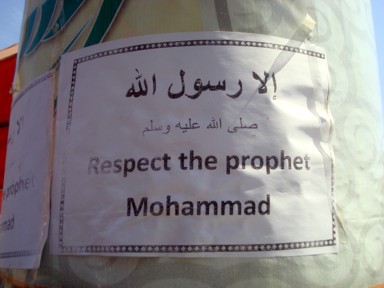 إلا رسول الله
صلى الله عليه وسلم
Respect the prophet
Mohammad